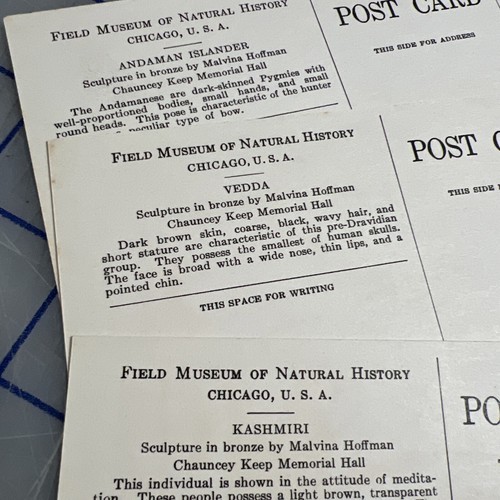 FIELD MUSEUM OF NATURAL HISTORY
CHICAGO, U. S. A.
ANDAMAN ISLANDER
Sculpture in bronze by Malvina Hoffman
Chauncey Keep Memorial Hall
The Andamanese are dark-skinned Pygmies with
well-proportioned bodies, small hands, and small
round heads. This pose is characteristic of the hunter
peculiar type of bow.
POST CARD
THIS SIDE FOR ADDRESS
FIELD MUSEUM OF NATURAL HISTORY
CHICAGO, U. S. A.
VEDDA
Sculpture in bronze by Malvina Hoffman
Chauncey Keep Memorial Hall
Dark brown skin, coarse, black, wavy hair, and
short stature are characteristic of this pre-Dravidian
group. They possess the smallest of human skulls.
The face is broad with a wide nose, thin lips, and a
pointed chin.
THIS SPACE FOR WRITING
POST
THIS SIDE
FIELD MUSEUM OF NATURAL HISTORY
CHICAGO, U. S. A.
KASHMIRI
Sculpture in bronze by Malvina Hoffman
Chauncey Keep Memorial Hall
This individual is shown in the attitude of medita-
tion. These people possess a light brown, transparent
PO